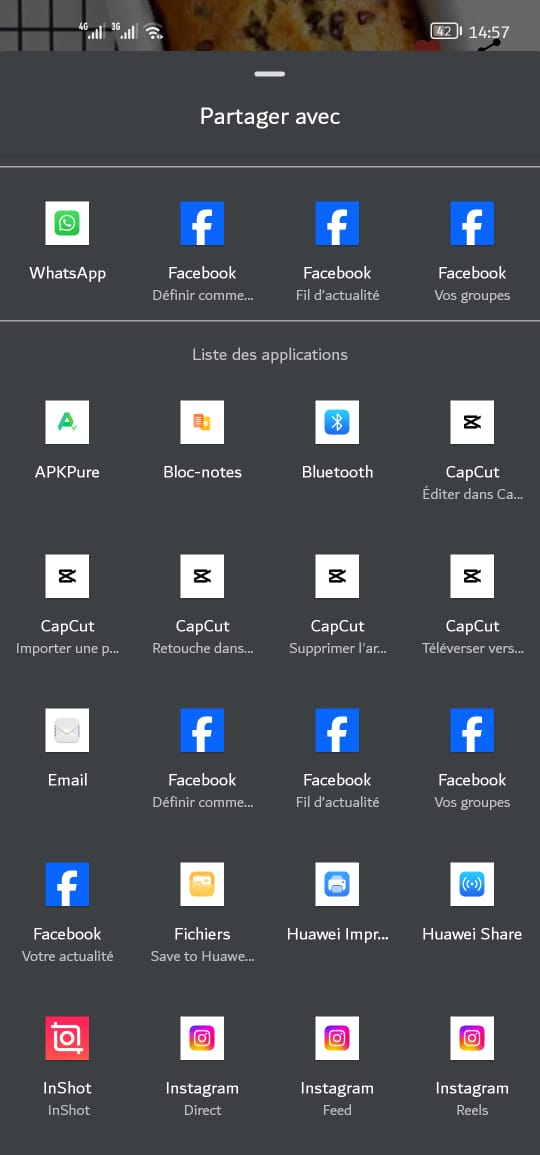 4G 3G 42 14:57
Partager avec
WhatsApp Facebook Facebook Facebook
Définir comme... Fil d'actualité Vos groupes
Liste des applications
APKPure Bloc-notes Bluetooth CapCut
Éditer dans Ca...
CapCut CapCut CapCut CapCut
Importer une p... Retouche dans... Supprimer l'ar... Téléverser vers...
Email Facebook Facebook Facebook
Définir comme... Fil d'actualité Vos groupes
Facebook Fichiers Huawei Impr... Huawei Share
Votre actualité Save to Huawe...
InShot Instagram Instagram Instagram
InShot Direct Feed Reels